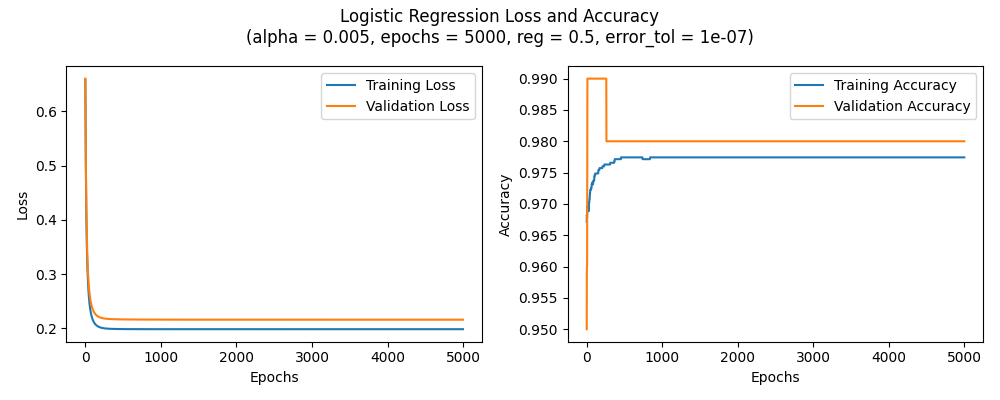 Logistic Regression Loss and Accuracy
(alpha = 0.005, epochs = 5000, reg = 0.5, error_tol = 1e-07)
Training Loss
Validation Loss
0.6
0.5
0.4
0.3
0.2
Loss
0
1000
2000
3000
4000
5000
Epochs
Training Accuracy
Validation Accuracy
0.990
0.985
0.980
0.975
0.970
0.965
0.960
0.955
0.950
Accuracy
0
1000
2000
3000
4000
5000
Epochs